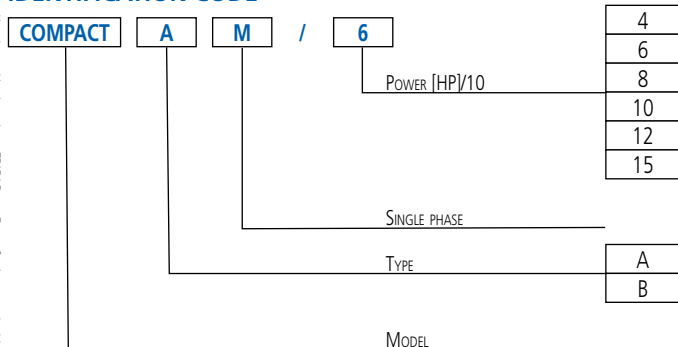 COMPACT A M / 6
4
6
8
10
12
15
Power [HP]/10
Single phase
Type
A
B
Model